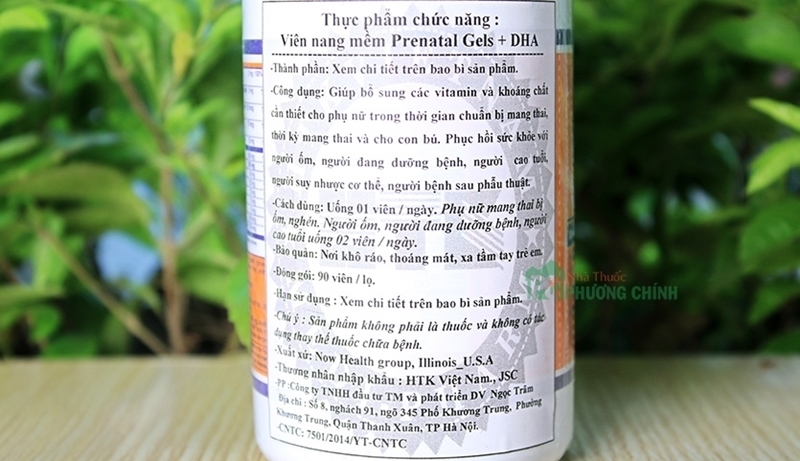 Thực phẩm chức năng :
Viên nang mềm Prenatal Gels + DHA
-Thành phần: Xem chi tiết trên bao bì sản phẩm.
-Công dụng: Giúp bổ sung các vitamin và khoáng chất
cần thiết cho phụ nữ trong thời gian chuẩn bị mang thai,
thời kỳ mang thai và cho con bú. Phục hồi sức khỏe với
người ốm, người đang dưỡng bệnh, người cao tuổi,
người suy nhược cơ thể, người bệnh sau phẫu thuật.
-Cách dùng: Uống 01 viên / ngày. Phụ nữ mang thai bị
ốm, nghén. Người ốm, người đang dưỡng bệnh, người
cao tuổi uống 02 viên / ngày.
-Bảo quản: Nơi khô ráo, thoáng mát, xa tầm tay trẻ em.
-Đóng gói: 90 viên / lọ.
-Hạn sử dụng : Xem chi tiết trên bao bì sản phẩm.
-Chú ý : Sản phẩm không phải là thuốc và không có tác
dụng thay thế thuốc chữa bệnh.
-Xuất xứ: Now Health group, Illinois_U.S.A
-Thương nhân nhập khẩu : HTK Việt Nam., JSC
-PP :Công ty TNHH đầu tư TM và phát triển DV Ngọc Trâm
Địa chỉ : Số 8, nghách 91, ngõ 345 Phố Khương Trung, Phường
Khương Trung, Quận Thanh Xuân, TP Hà Nội.
-CNTC: 7501/2014/YT-CNTC
Nhà Thuốc
PHƯƠNG CHÍNH